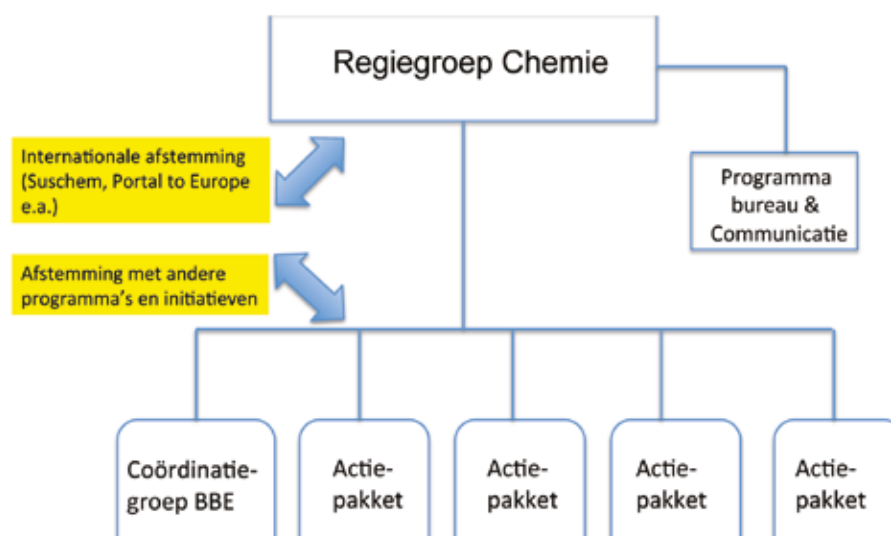 Regiegroep Chemie
Internationale afstemming
(Suschem, Portal to Europe
e.a.)
Programma
bureau &
Communicatie
Afstemming met andere
programma's en initiatieven
Coördinatie-
groep BBE
Actie-
pakket
Actie-
pakket
Actie-
pakket
Actie-
pakket